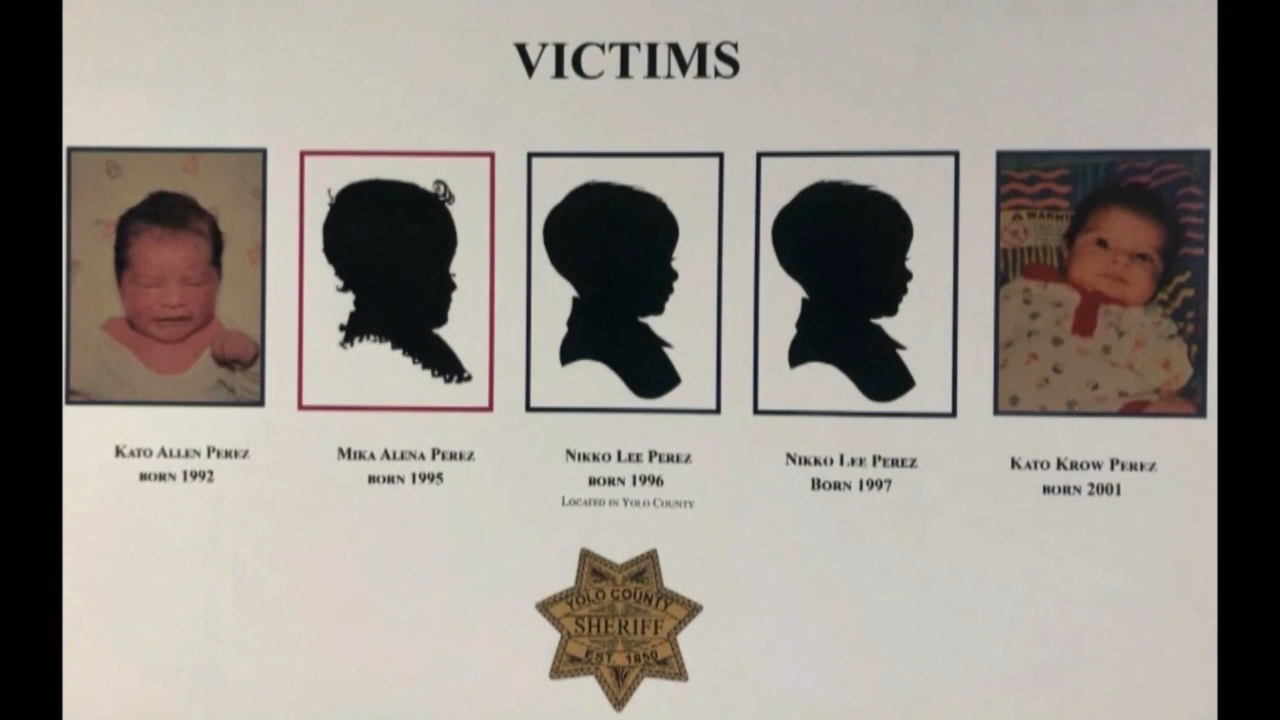 VICTIMS
WARNI
KATO ALLEN PEREZ
BORN 1992
MIKA ALENA PEREZ
BORN 1995
NIKKO LEE PEREZ
BORN 1996
LOCATED IN YOLO COUNTY
NIKKO LEE PEREZ
BORN 1997
KATO KROW PEREZ
BORN 2001
YOLO COUNTY
SHERIFF
EST. 1850